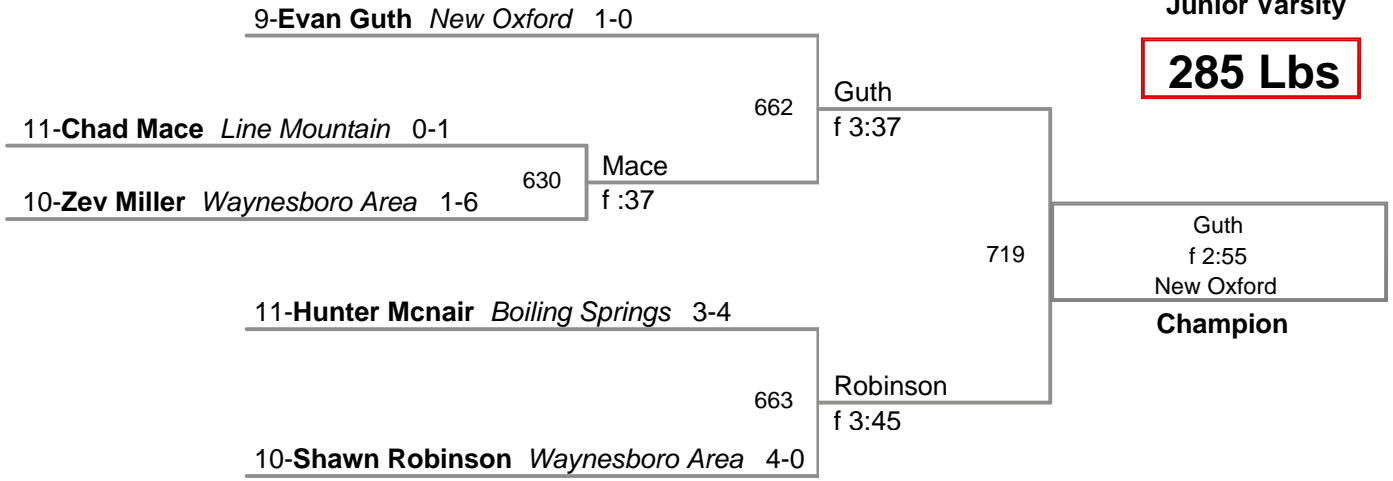 Junior Varsity
285 Lbs
9-Evan Guth New Oxford 1-0
662
Guth
f 3:37
11-Chad Mace Line Mountain 0-1
630
Mace
f :37
10-Zev Miller Waynesboro Area 1-6
719
Guth
f 2:55
New Oxford
Champion
11-Hunter Mcnair Boiling Springs 3-4
663
Robinson
f 3:45
10-Shawn Robinson Waynesboro Area 4-0